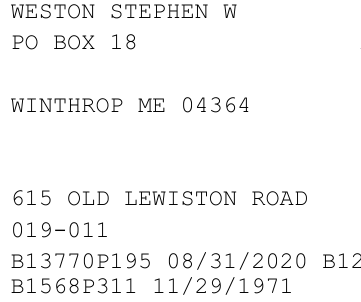 WESTON STEPHEN W
PO BOX 18
WINTHROP ME 04364
615 OLD LEWISTON ROAD
019-011
B13770P195 08/31/2020 B12
B1568P311 11/29/1971